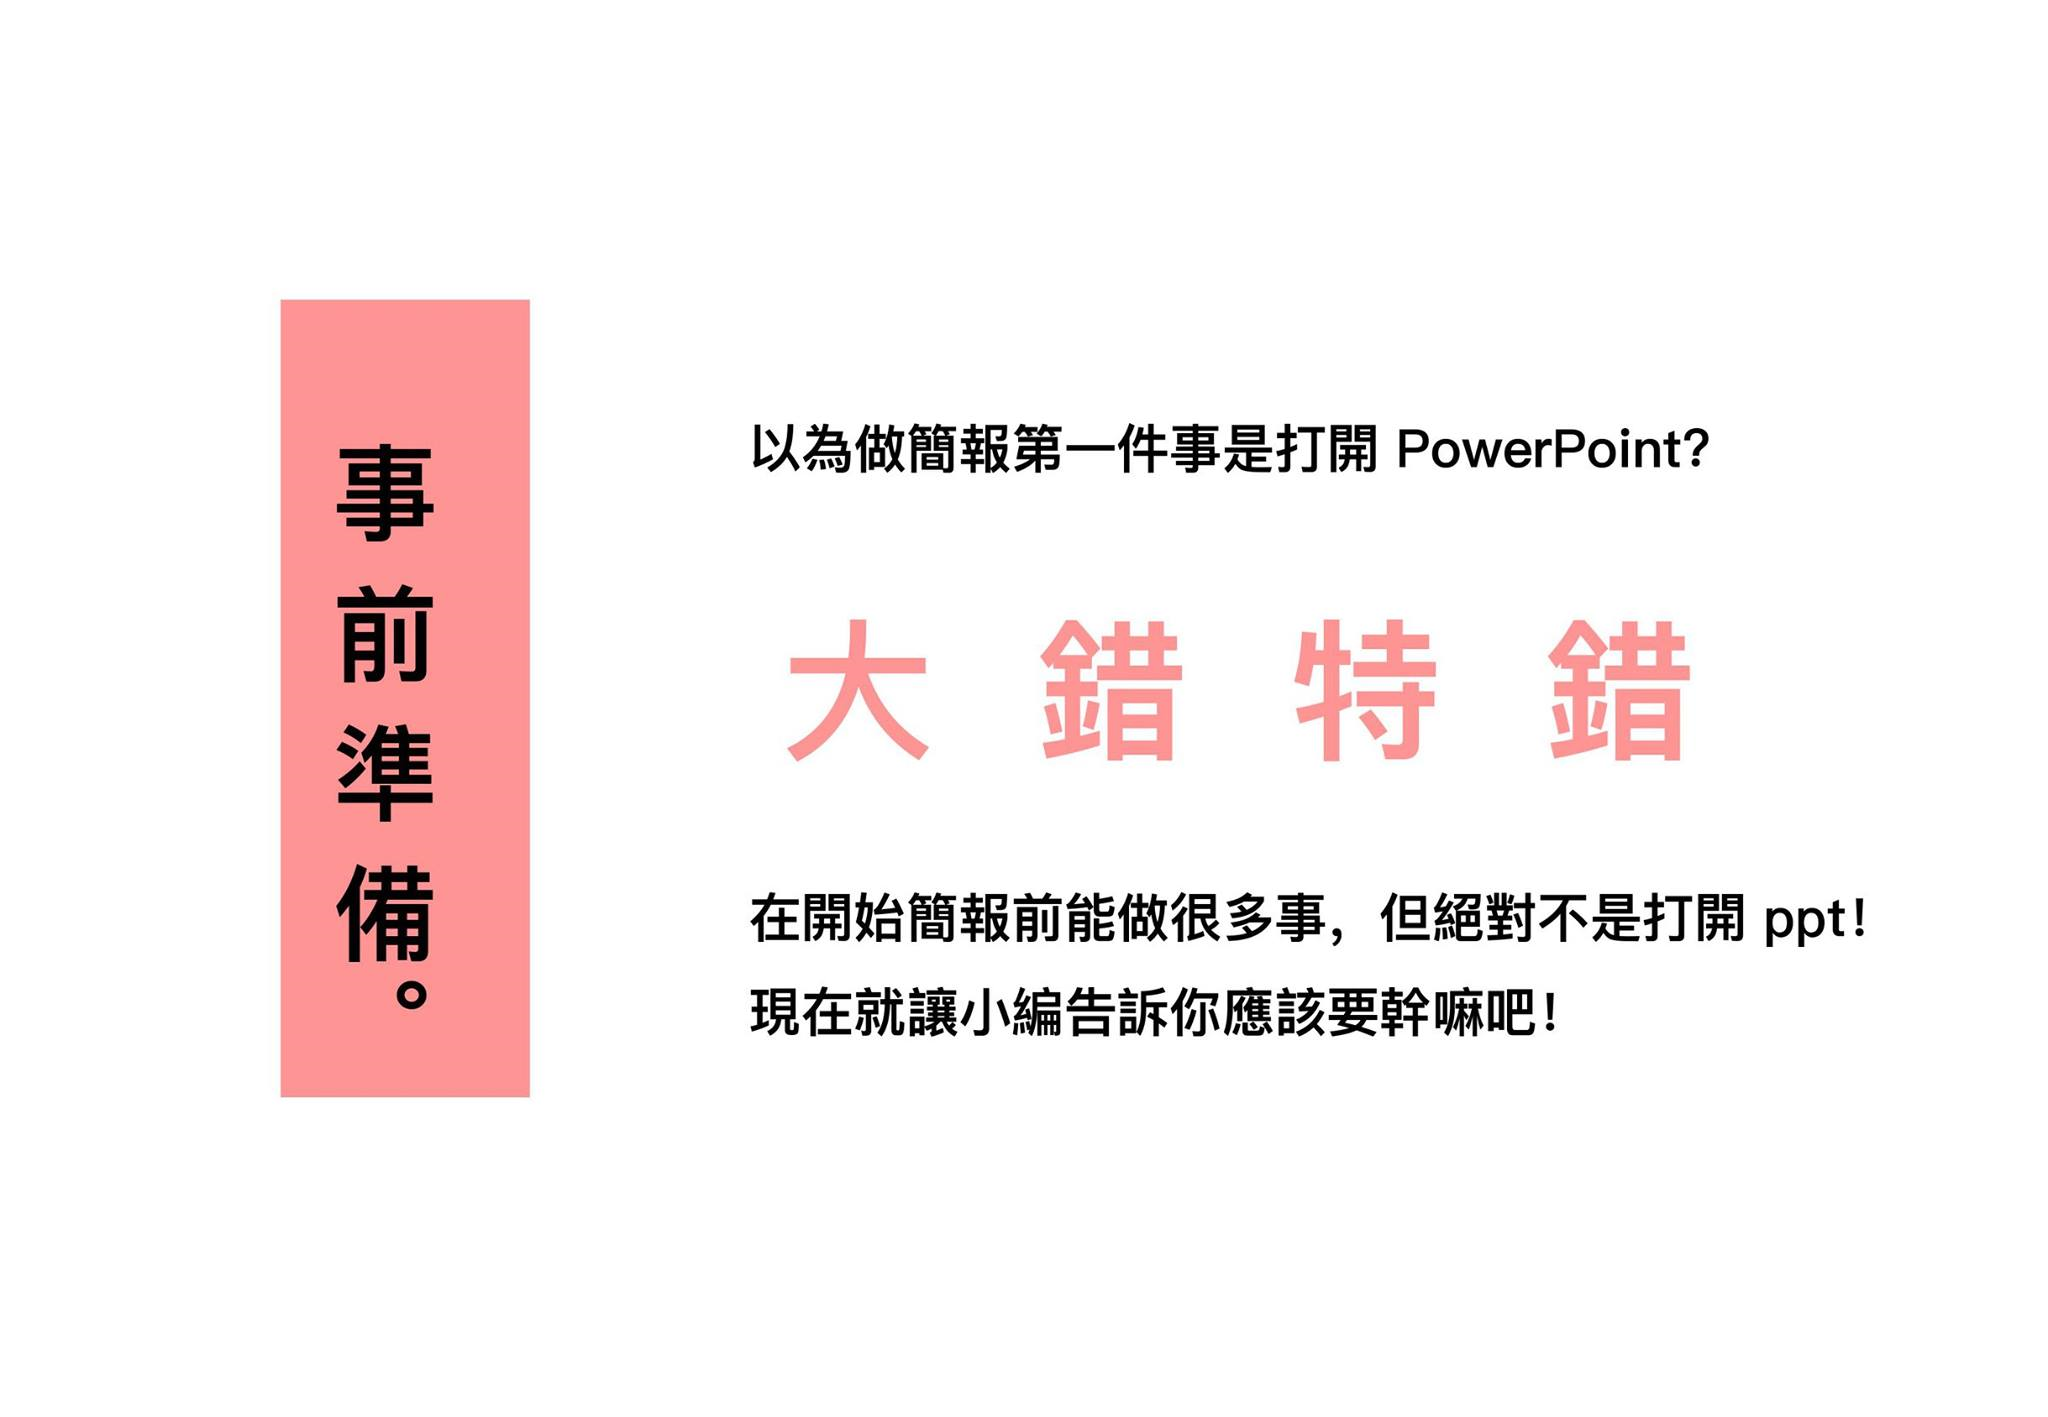 事前準備。
以為做簡報第一件事是打開 PowerPoint?
大錯特錯
在開始簡報前能做很多事，但絕對不是打開 ppt！
現在就讓小編告訴你應該要幹嘛吧！